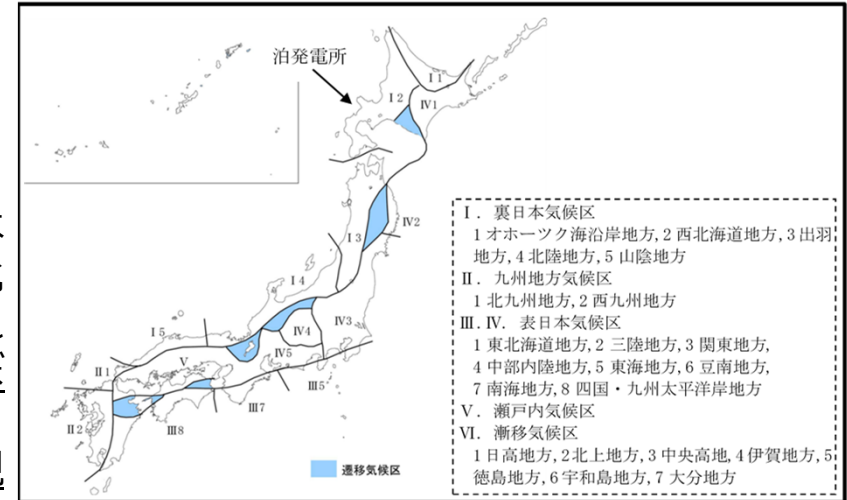 泊発電所
Ⅰ1
Ⅰ2
Ⅳ1
Ⅳ2
Ⅰ3
Ⅰ4
Ⅳ3
Ⅳ4
Ⅰ5
Ⅴ
Ⅳ5
Ⅱ1
Ⅲ5
Ⅲ7
Ⅱ2
Ⅲ8
遷移気候区
Ⅰ. 裏日本気候区
1 オホーツク海沿岸地方, 2 西北海道地方, 3 出羽
地方, 4 北陸地方, 5 山陰地方
Ⅱ. 九州地方気候区
1 北九州地方, 2 西九州地方
Ⅲ.Ⅳ. 表日本気候区
1 東北海道地方, 2 三陸地方, 3 関東地方,
4 中部内陸地方, 5 東海地方, 6 豆南地方,
7 南海地方, 8 四国・九州太平洋岸地方
Ⅴ. 瀬戸内気候区
Ⅵ. 漸移気候区
1 日高地方, 2 北上地方, 3 中央高地, 4 伊賀地方, 5
徳島地方, 6 宇和島地方, 7 大分地方